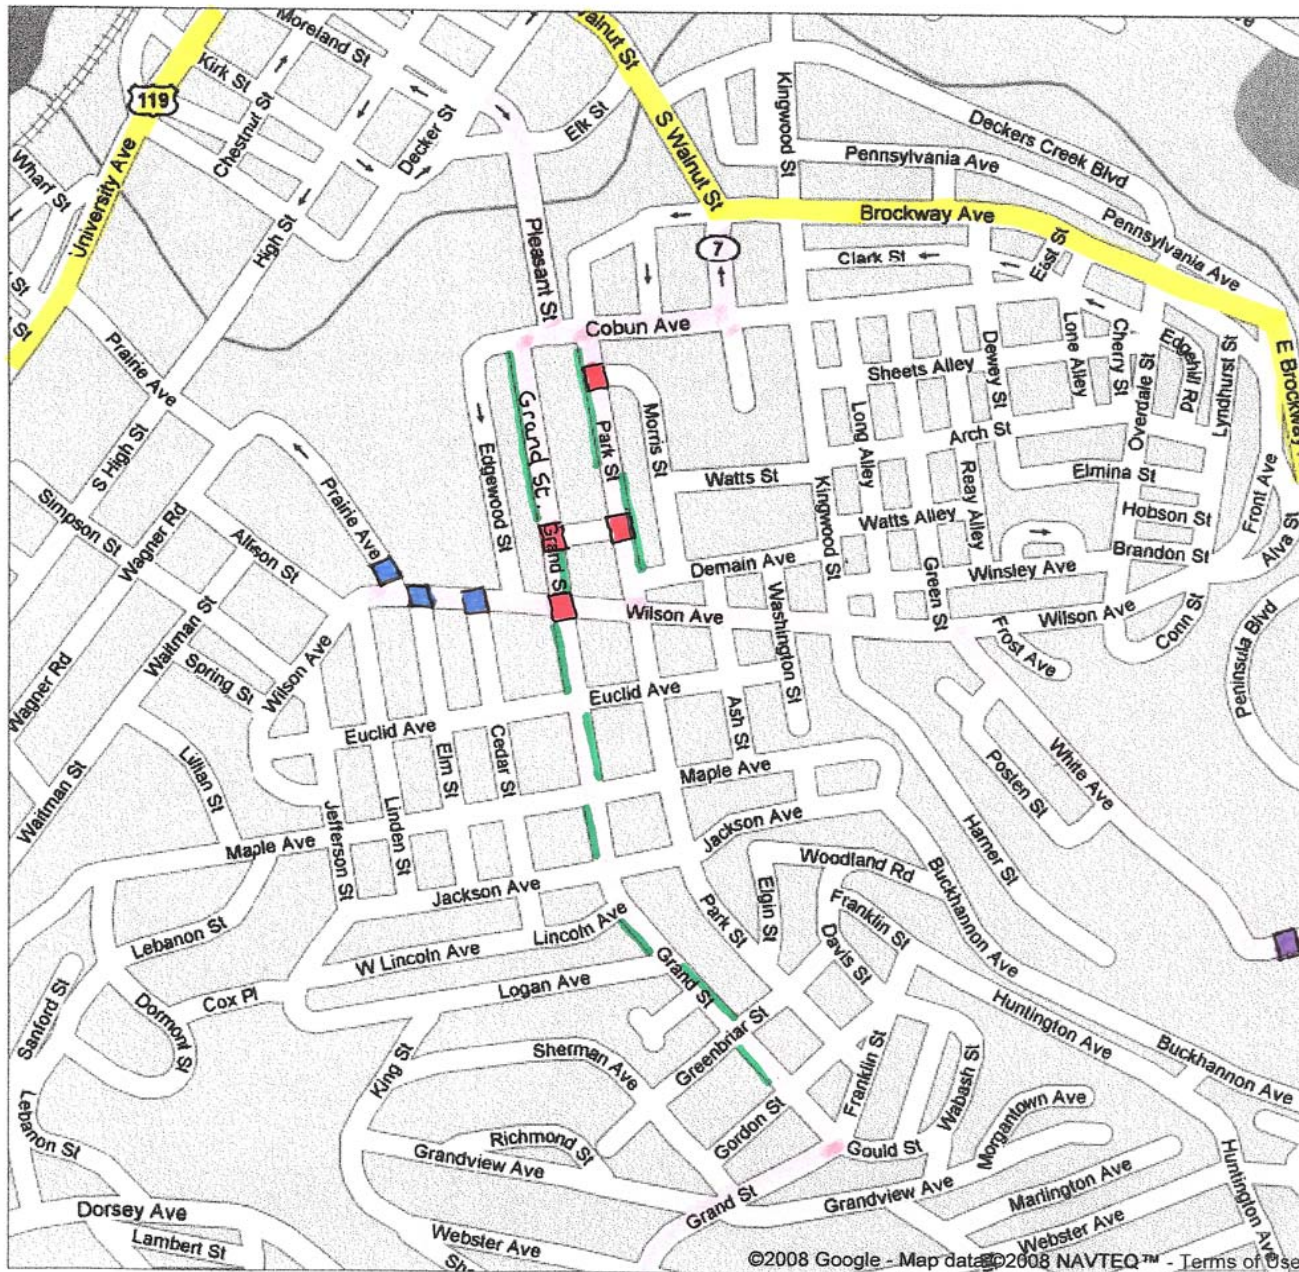 Moreland St
Walnut St
Kirk St
119
Chestnut St
Decker St
Elk St
S Walnut St
Kingwood St
Deckers Creek Blvd
Wharf St
University Ave
High St
Pleasant St
Pennsylvania Ave
Brockway Ave
Pennsylvania Ave
7
Clark St
East St
Cobun Ave
Prairie Ave
Sheets Alley
Dewey St
Lone Alley
Cherry St
Edgehill Rd
Overdale St
Lyndhurst St
E Brockway
S High St
Edgewood St
Grand St.
Park St
Morris St
Long Alley
Arch St
Watts St
Kingwood St
Reay Alley
Elmina St
Simpson St
Wagner Rd
Allison St
Prairie Ave
Grand St
Watts Alley
Hobson St
Front Ave
Alva St
Demain Ave
Winsley Ave
Brandon St
Green St
Waitman St
Wilson Ave
Washington St
Wilson Ave
Conn St
Frost Ave
Peninsula Blvd
Wagner Rd
Spring St
Wilson Ave
Euclid Ave
Euclid Ave
Ash St
White Ave
Posten St
Lillian St
Elm St
Cedar St
Maple Ave
Waitman St
Maple Ave
Jefferson St
Linden St
Jackson Ave
Harner St
Woodland Rd
Buckhannon Ave
Jackson Ave
Elgin St
Park St
Franklin St
Lebanon St
Lincoln Ave
W Lincoln Ave
Davis St
Grand St
Logan Ave
Cox Pl
Sanford St
Dormont St
Huntington Ave
Greenbriar St
Sherman Ave
King St
Franklin St
Wabash St
Buckhannon Ave
Morgantown Ave
Gordon St
Richmond St
Grandview Ave
Gould St
Lebanon St
Grandview Ave
Marlington Ave
Huntington Ave
Grand St
Dorsey Ave
Lambert St
Webster Ave
Webster Ave
©2008 Google - Map data ©2008 NAVTEQ™ - Terms of Use